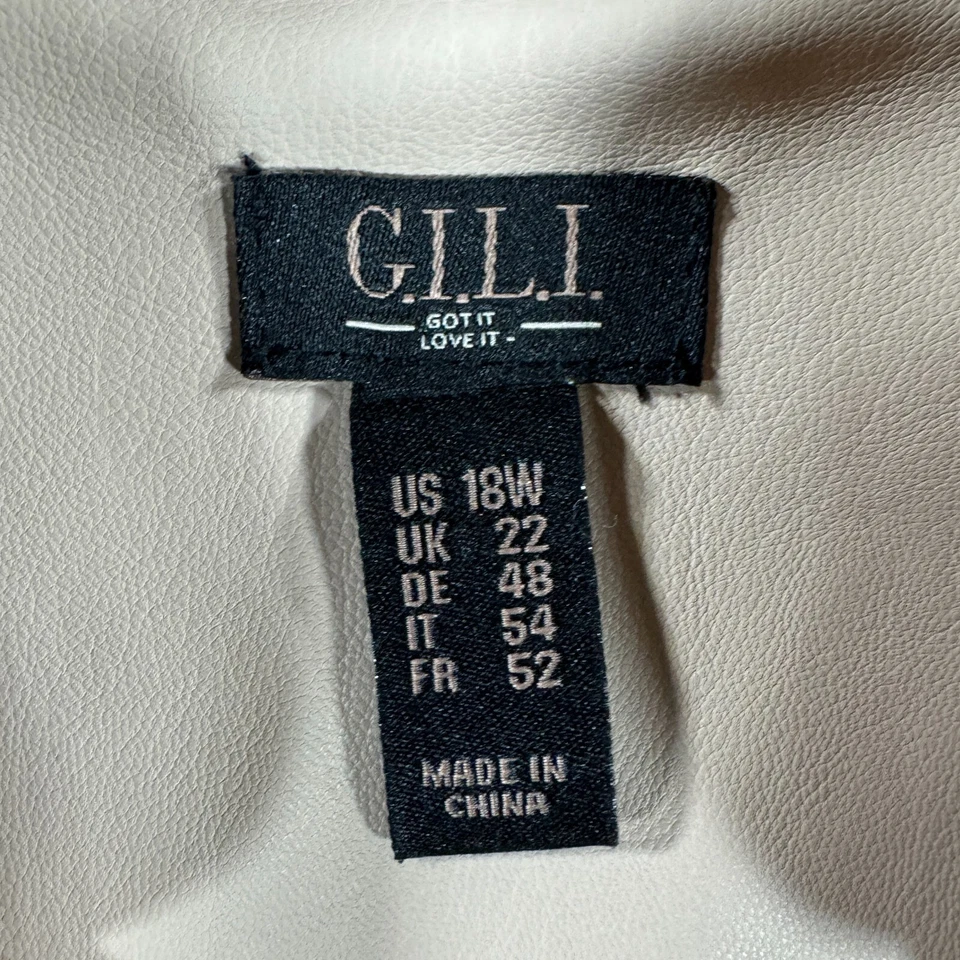 G.I.L.I.
GOT IT
LOVE IT -
US 18W
UK 22
DE 48
IT 54
FR 52
MADE IN
CHINA